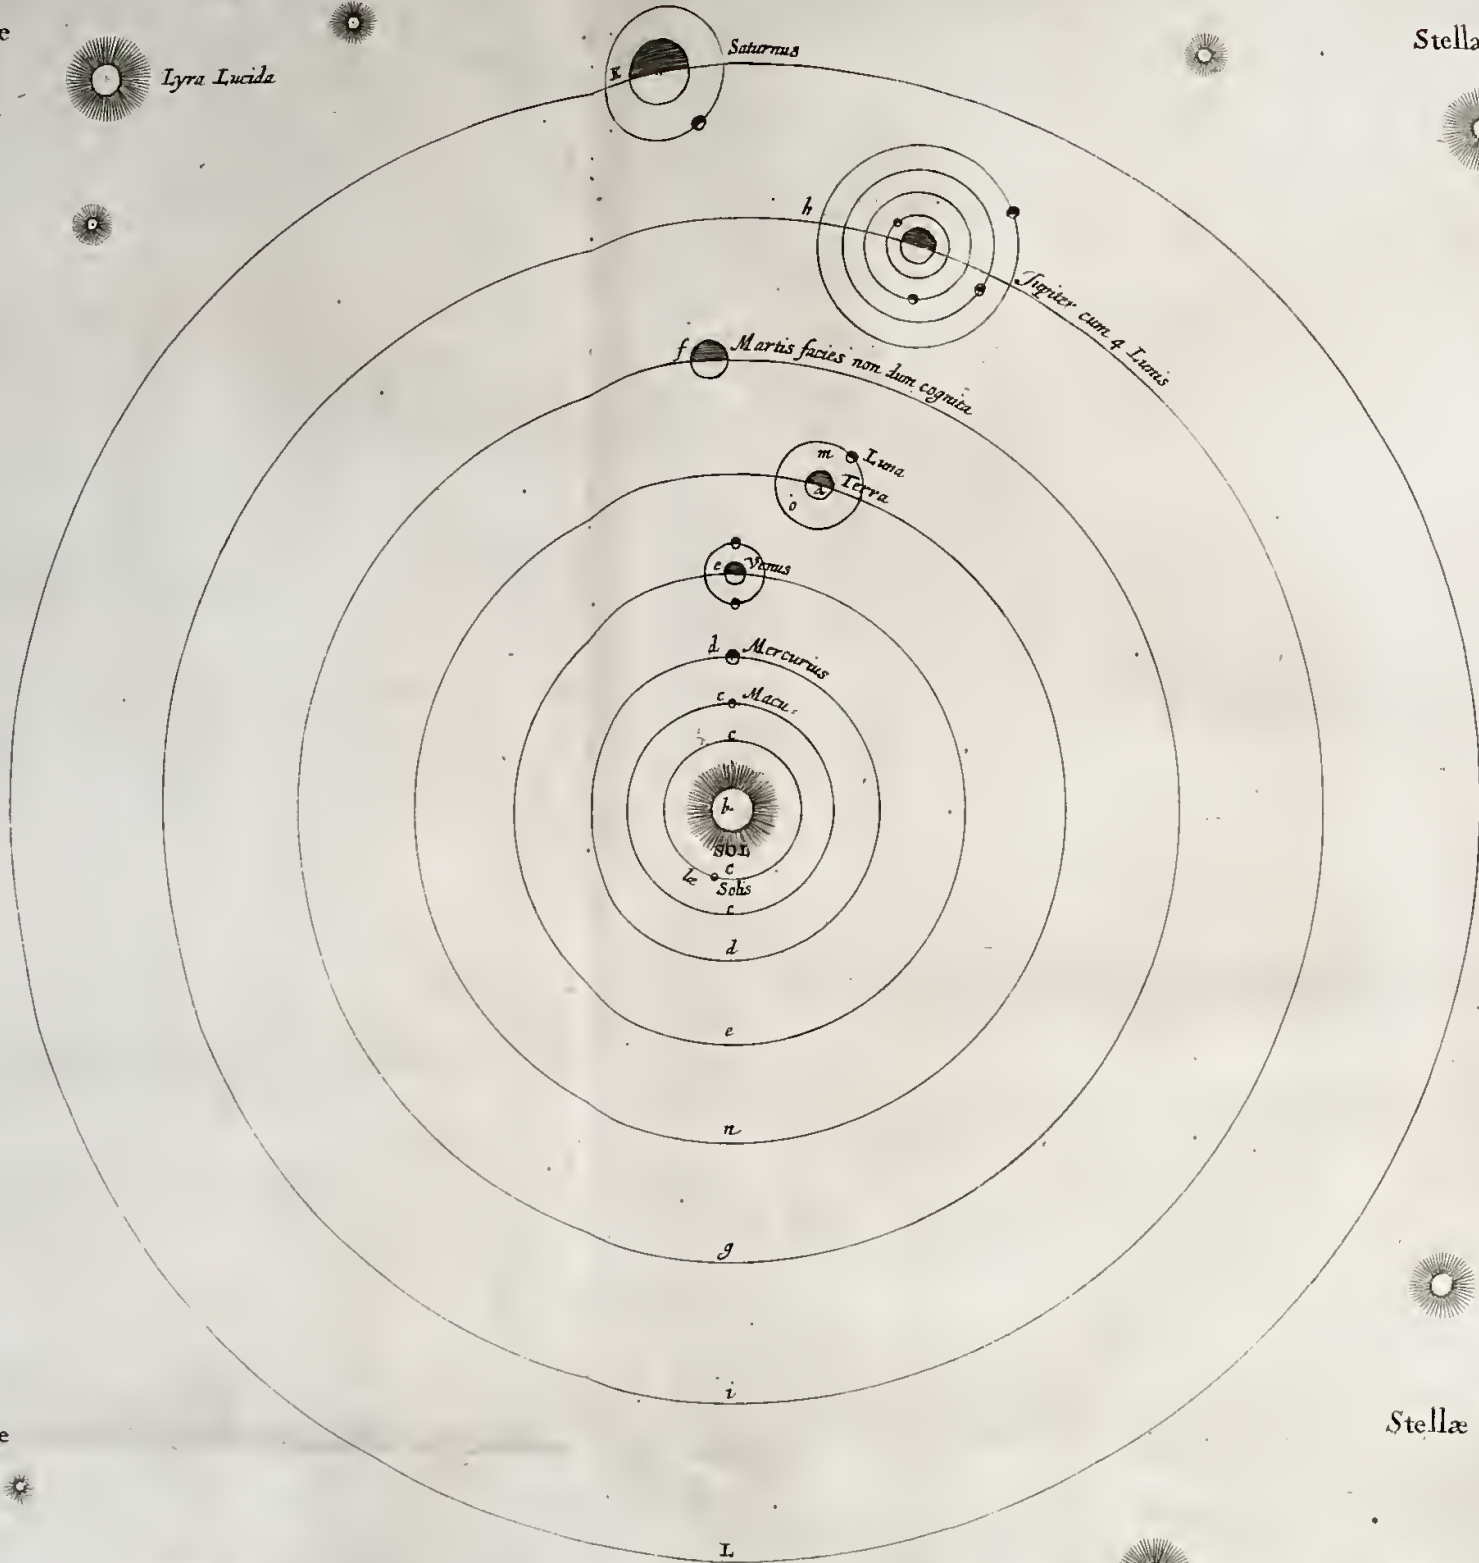 e
Stella
Lyra Lucida
Saturnus
K
h
Jupiter cum 4 Lunis
f
Martis facies non dum cognita
m
Luna
Terra
a
o
e
Venus
d
Mercurius
c
Macu:
c
b
SOL
c
læ
Solis
c
d
e
n
g
i
e
Stellæ
L